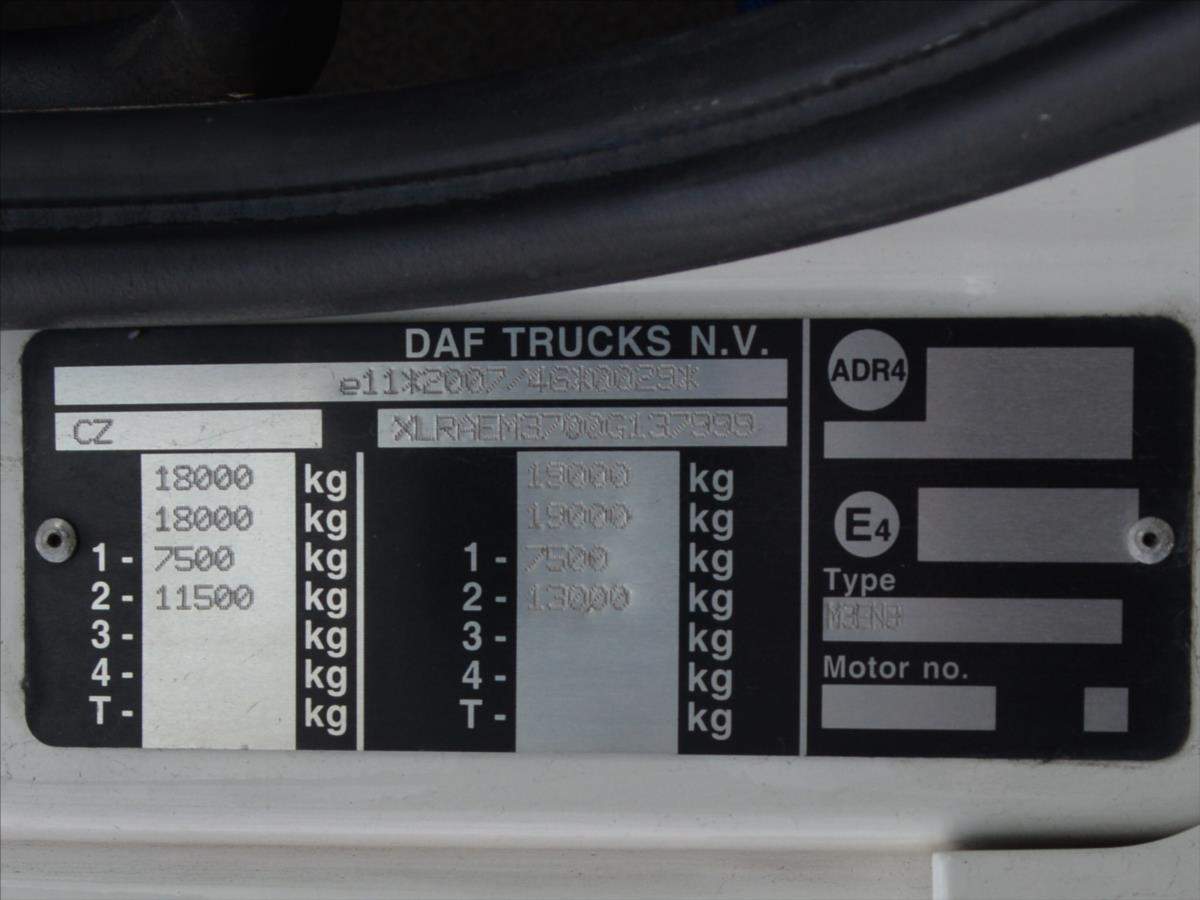 DAF TRUCKS N.V.
e11*2007/46*0029*
CZ XLRAEM3700G137999
18000 kg 19000 kg
18000 kg 19000 kg
1- 7500 kg 1- 7500 kg
2- 11500 kg 2- 13000 kg
3- kg 3- kg
4- kg 4- kg
T- kg T- kg
ADR4
E4
Type
M3EN8
Motor no.